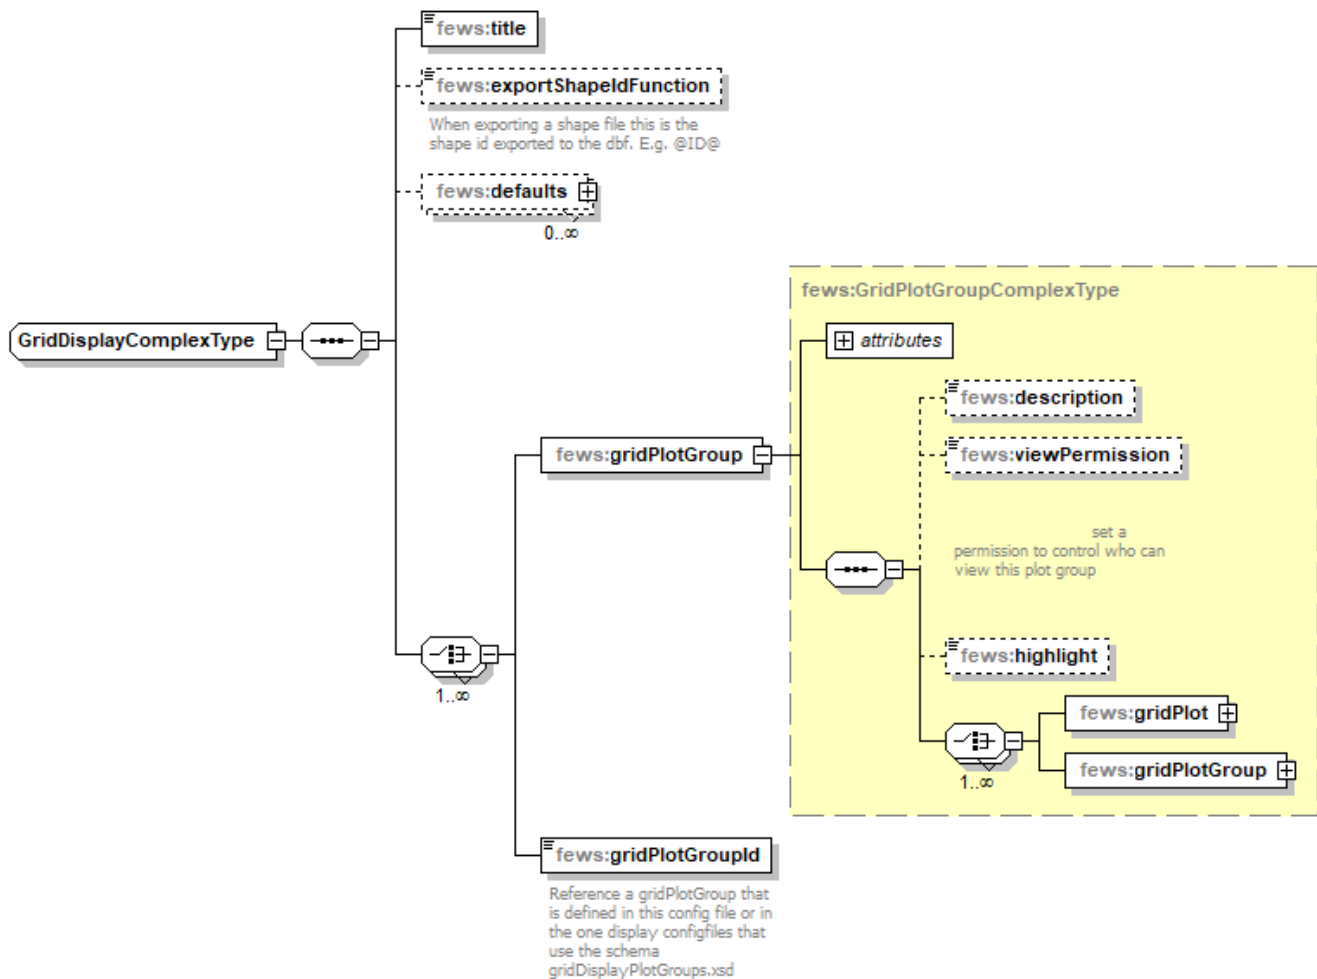 fews:title
fews:exportShapeIdFunction
When exporting a shape file this is the
shape id exported to the dbf. E.g. @ID@
fews:defaults
0..∞
GridDisplayComplexType
fews:GridPlotGroupComplexType
attributes
fews:description
fews:gridPlotGroup
fews:viewPermission
set a
permission to control who can
view this plot group
fews:highlight
1..∞
fews:gridPlot
fews:gridPlotGroup
1..∞
fews:gridPlotGroupId
Reference a gridPlotGroup that
is defined in this config file or in
the one display configfiles that
use the schema
gridDisplayPlotGroups.xsd